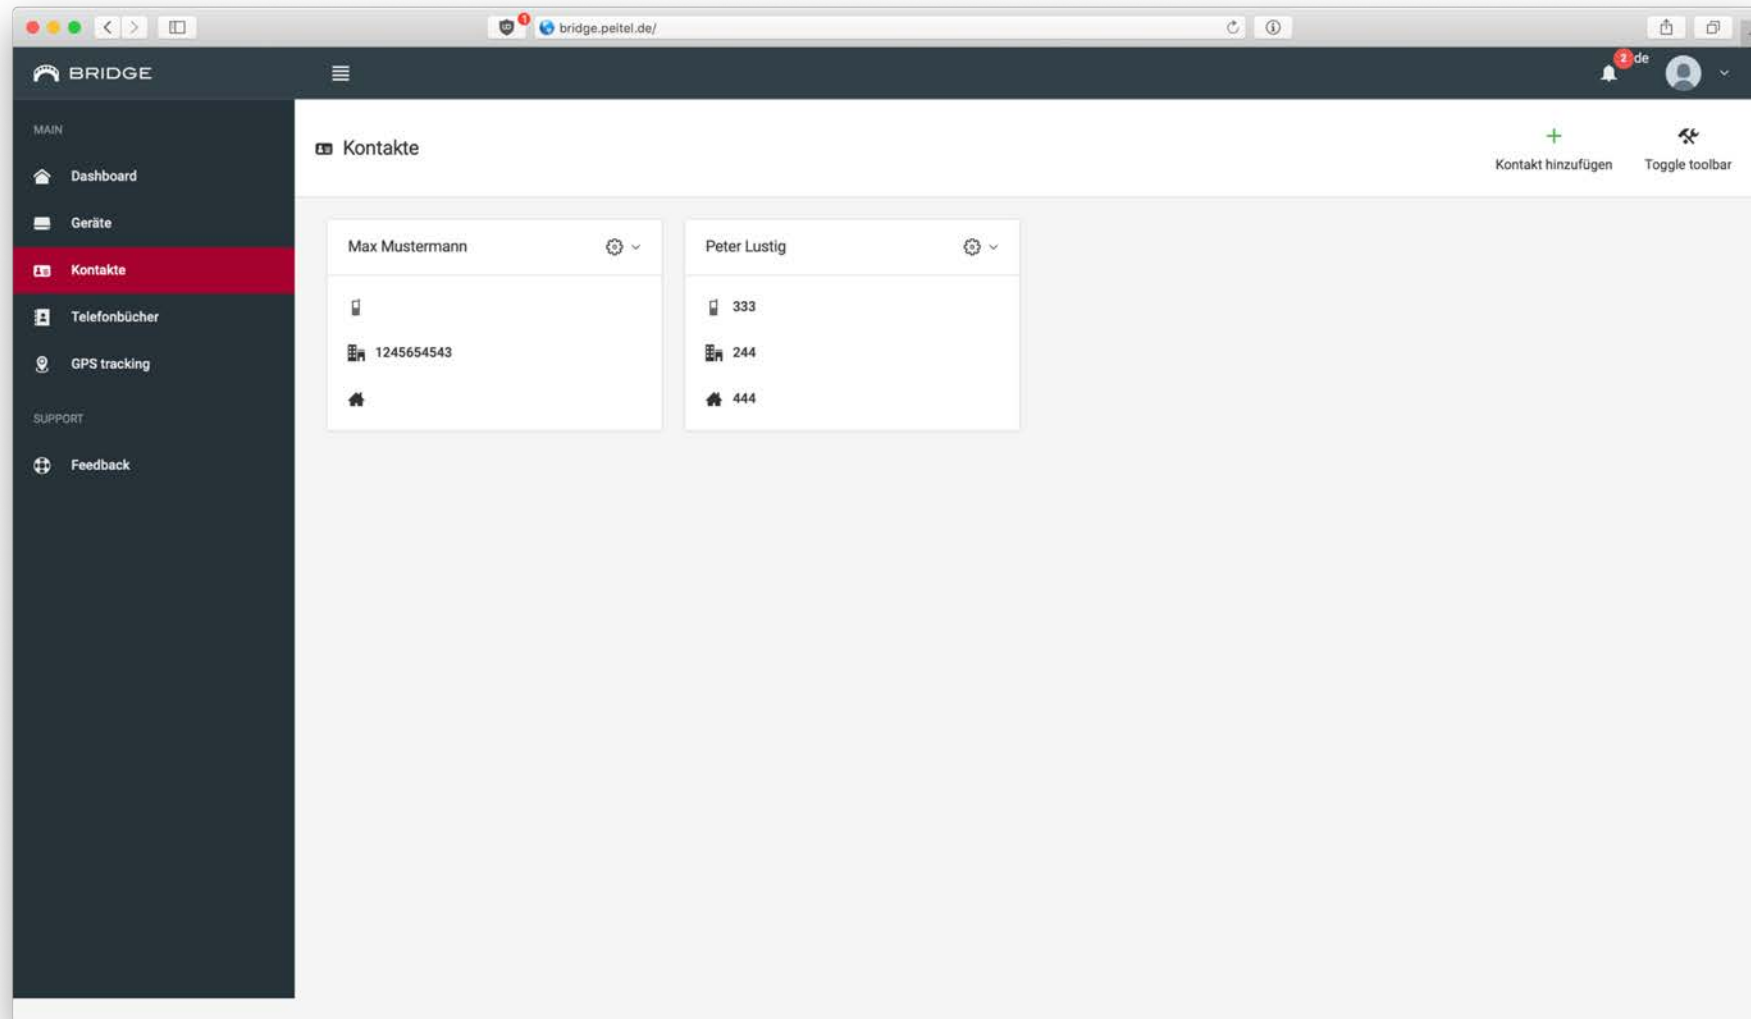 1
bridge.peitel.de/
BRIDGE
2 de
MAIN
Dashboard
Geräte
Kontakte
Telefonbücher
GPS tracking
SUPPORT
Feedback
Kontakte
Kontakt hinzufügen
Toggle toolbar
Max Mustermann
1245654543
Peter Lustig
333
244
444